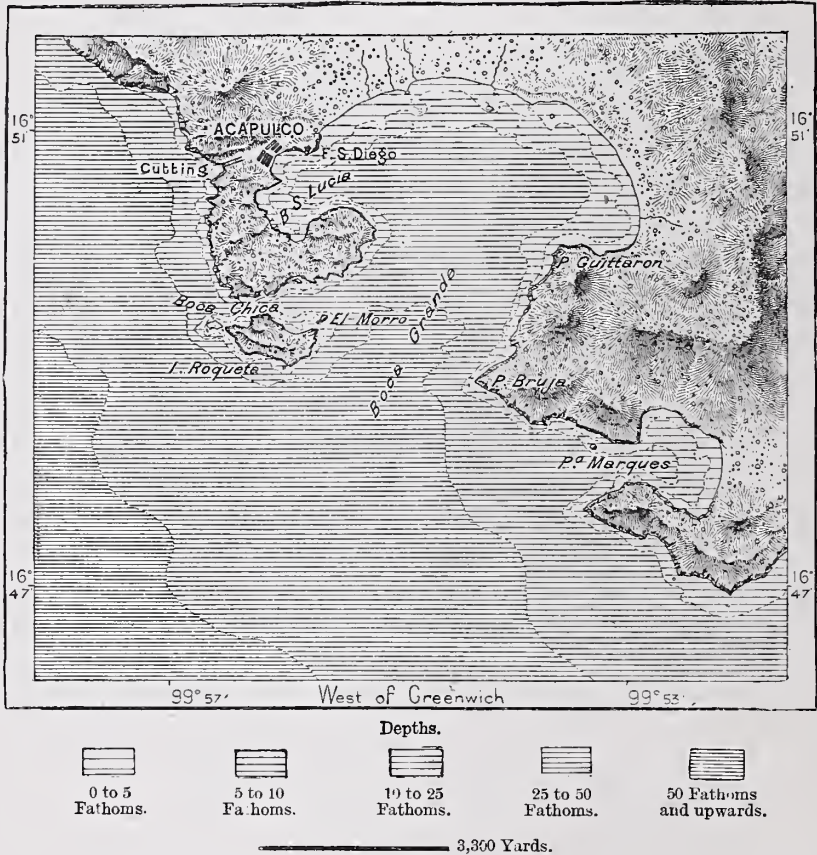 16°
51'
16°
51'
ACAPULCO
Cutting
F. S. Diego
B. S. Lucia
P. Guittaron
Boca Chica
El Morro
Boca Grande
I. Roqueta
P. Bruja
Pº Marques
16°
47'
16°
47'
99°57'
West of Greenwich
99°53'
Depths.
0 to 5
Fathoms.
5 to 10
Fathoms.
10 to 25
Fathoms.
25 to 50
Fathoms.
50 Fathoms
and upwards.
3,300 Yards.